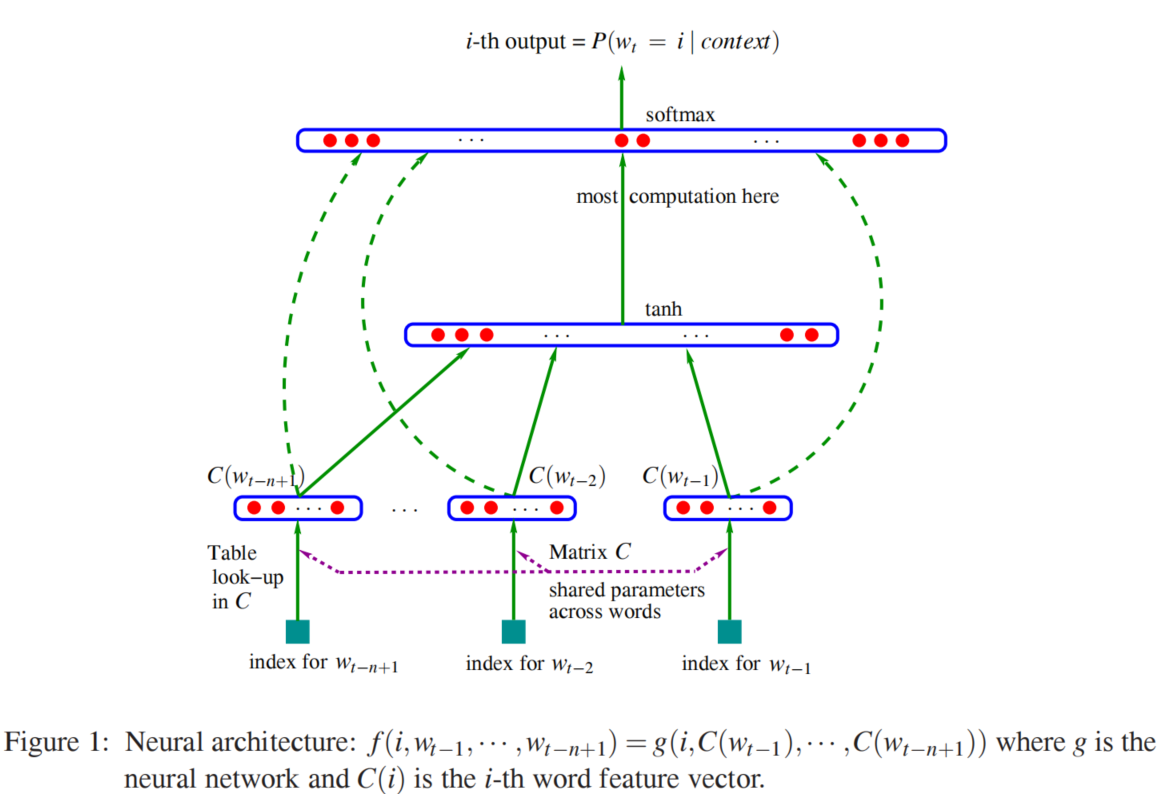 i-th output = P(w_t = i | context)
softmax
. . .
. . .
most computation here
tanh
. . .
. . .
C(w_{t−n+1})
C(w_{t−2})
C(w_{t−1})
. . .
. . .
. . .
. . .
Table
look−up
in C
Matrix C
shared parameters
across words
index for w_{t−n+1}
index for w_{t−2}
index for w_{t−1}
Figure 1: Neural architecture: f(i,w_{t−1},··· ,w_{t−n+1}) = g(i,C(w_{t−1}),··· ,C(w_{t−n+1})) where g is the
neural network and C(i) is the i-th word feature vector.